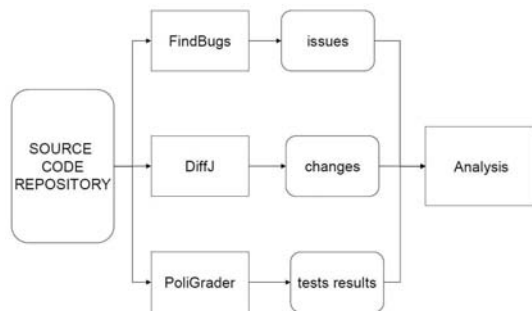 FindBugs
issues
SOURCE
CODE
REPOSITORY
DiffJ
changes
Analysis
PoliGrader
tests results